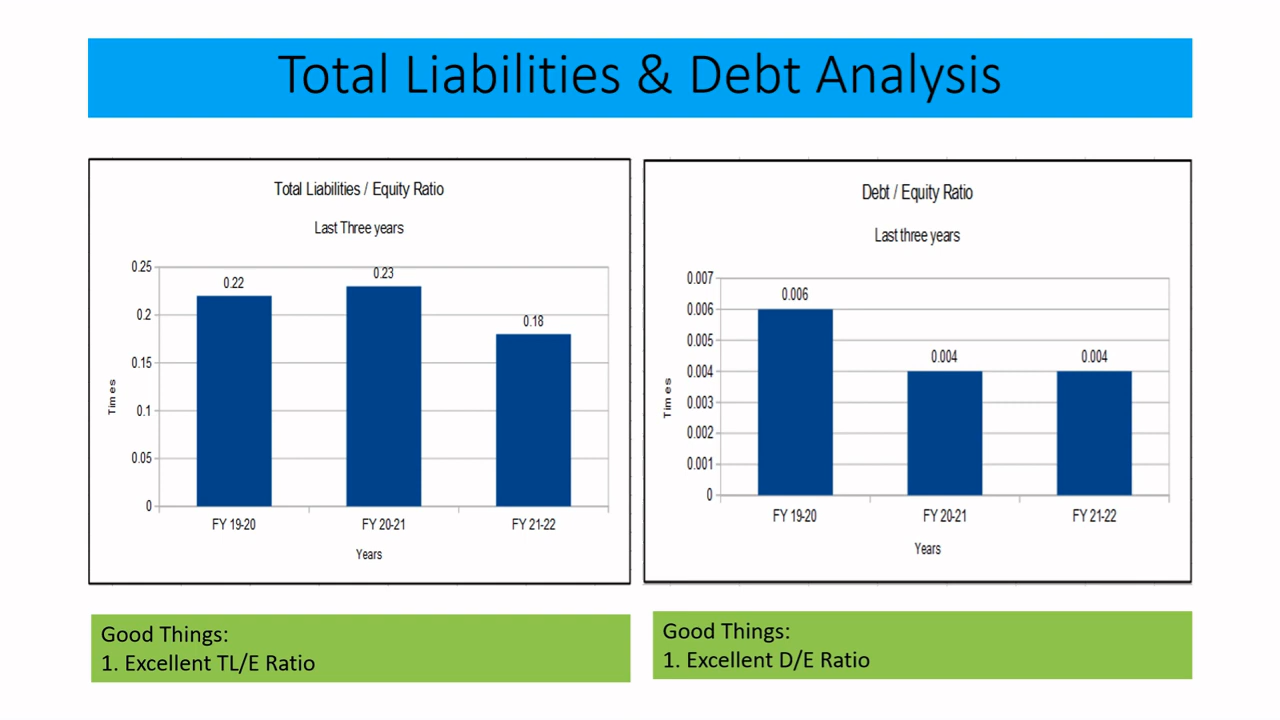 Total Liabilities & Debt Analysis
Total Liabilities / Equity Ratio
Last Three years
0.25
0.2
0.15
0.1
0.05
0
Times
0.22
0.23
0.18
FY 19-20
FY 20-21
FY 21-22
Years
Debt / Equity Ratio
Last three years
0.007
0.006
0.005
0.004
0.003
0.002
0.001
0
Times
0.006
0.004
0.004
FY 19-20
FY 20-21
FY 21-22
Years
Good Things:
1. Excellent TL/E Ratio
Good Things:
1. Excellent D/E Ratio